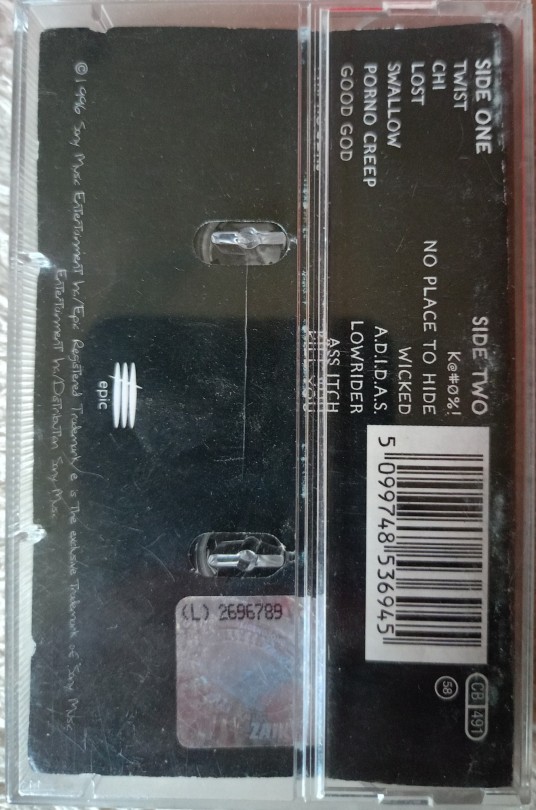 SIDE ONE
TWIST
CHI
LOST
SWALLOW
PORNO CREEP
GOOD GOD
SIDE TWO
K@#0%!
NO PLACE TO HIDE
WICKED
A.D.I.D.A.S.
LOWRIDER
ASS ITCH
KILL YOU
5 099748 536945
CB 491
58
(L) 2696789
ZAIK
epic
© 1996 Sony Music Entertainment Inc./Epic Registered Trademark/e is the exclusive Trademark of Sony Music
Entertainment Inc./Distribution Sony Music